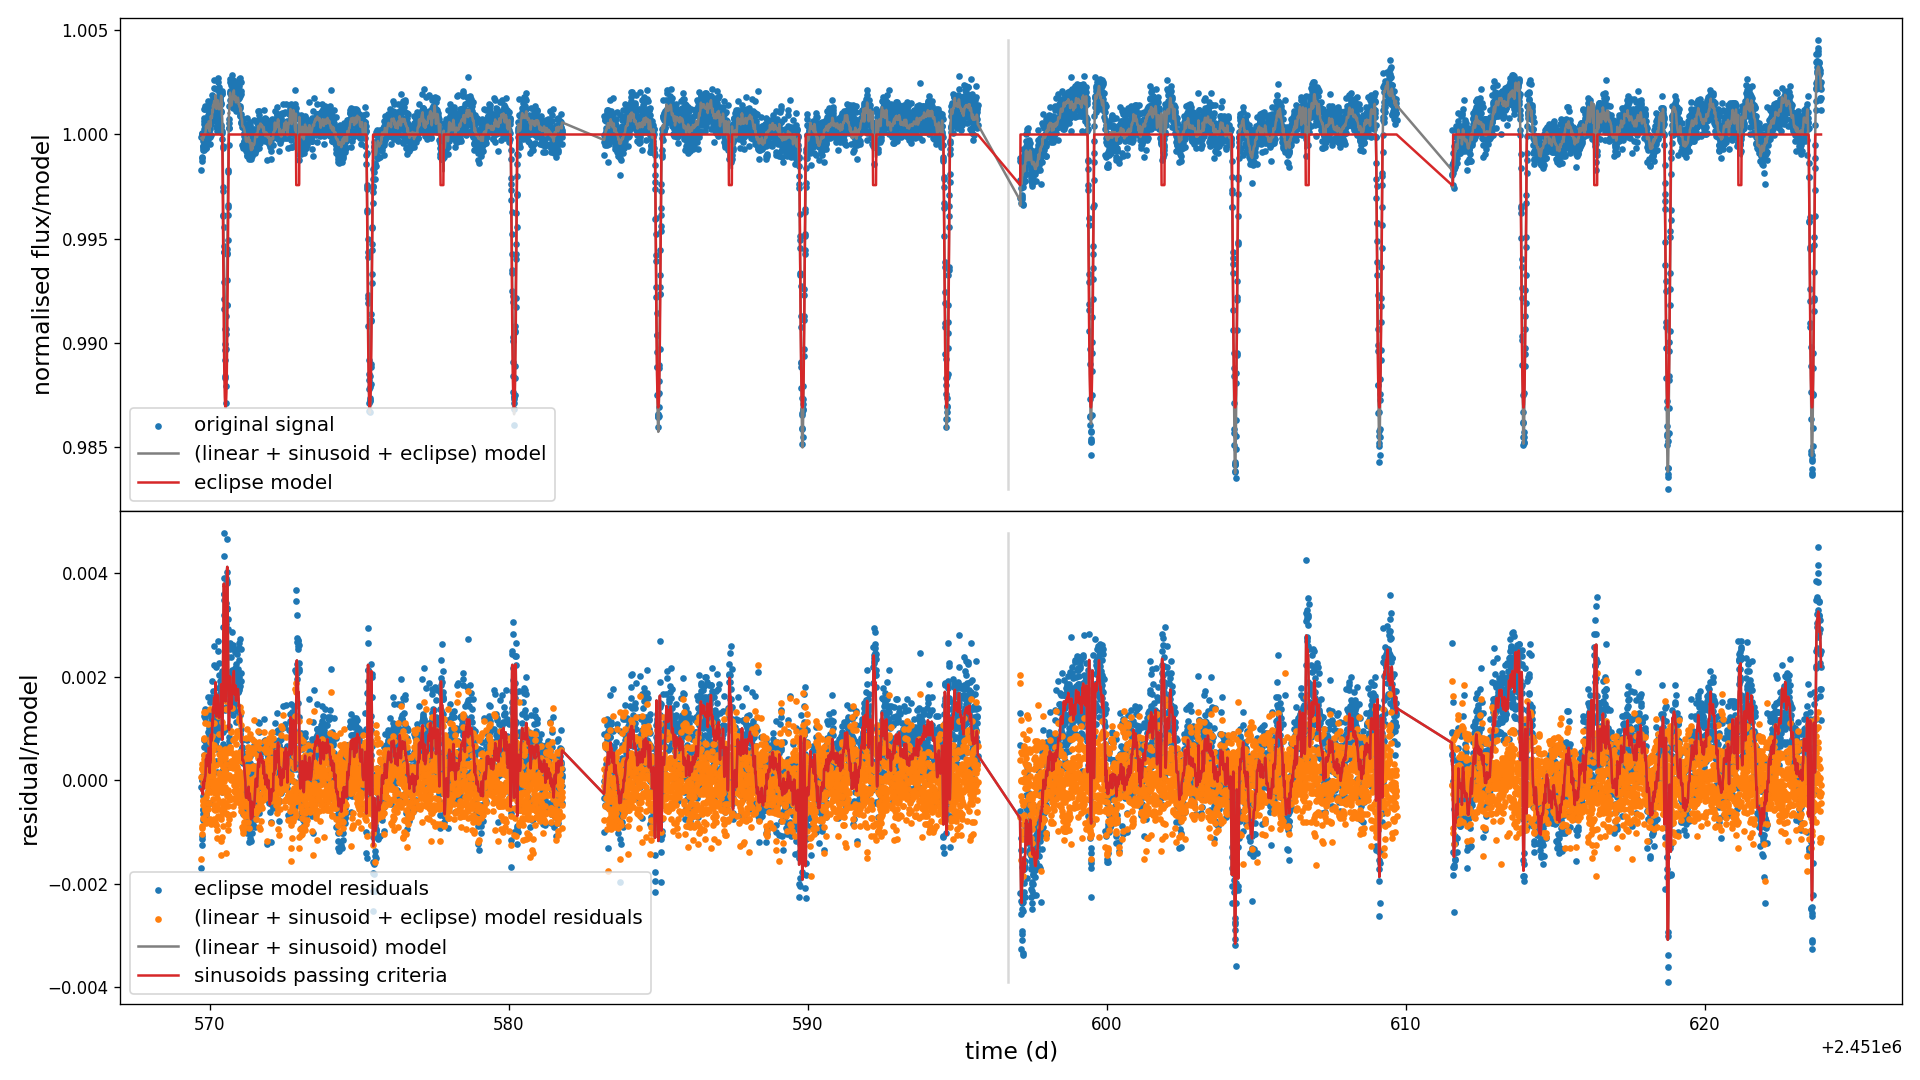 1.005
1.000
0.995
0.990
0.985
normalised flux/model
original signal
(linear + sinusoid + eclipse) model
eclipse model
0.004
0.002
0.000
−0.002
−0.004
residual/model
eclipse model residuals
(linear + sinusoid + eclipse) model residuals
(linear + sinusoid) model
sinusoids passing criteria
570 580 590 600 610 620
time (d)
+2.451e6